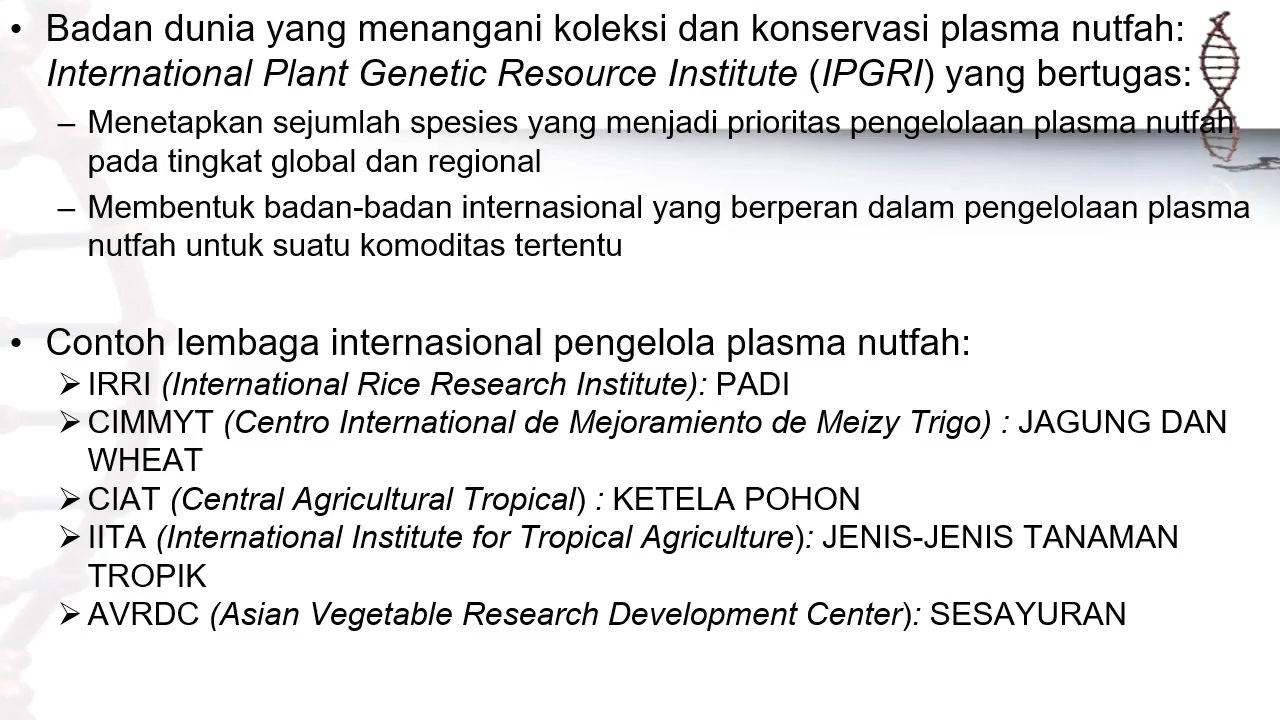 • Badan dunia yang menangani koleksi dan konservasi plasma nutfah:
International Plant Genetic Resource Institute (IPGRI) yang bertugas:
– Menetapkan sejumlah spesies yang menjadi prioritas pengelolaan plasma nutfah
pada tingkat global dan regional
– Membentuk badan-badan internasional yang berperan dalam pengelolaan plasma
nutfah untuk suatu komoditas tertentu
• Contoh lembaga internasional pengelola plasma nutfah:
➢ IRRI (International Rice Research Institute): PADI
➢ CIMMYT (Centro International de Mejoramiento de Meizy Trigo) : JAGUNG DAN
WHEAT
➢ CIAT (Central Agricultural Tropical) : KETELA POHON
➢ IITA (International Institute for Tropical Agriculture): JENIS-JENIS TANAMAN
TROPIK
➢ AVRDC (Asian Vegetable Research Development Center): SESAYURAN